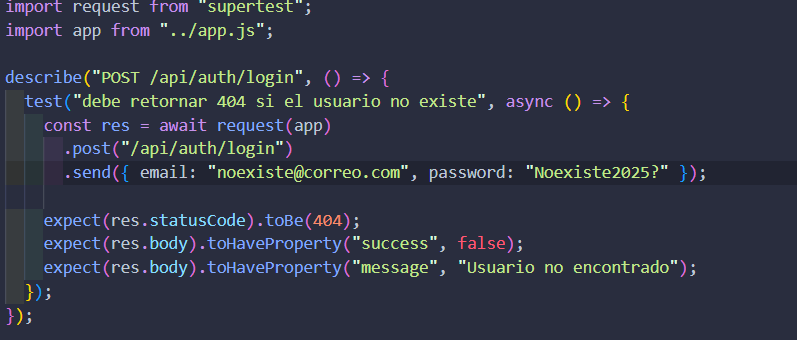 import request from "supertest";
import app from "../app.js";
describe("POST /api/auth/login", () => {
test("debe retornar 404 si el usuario no existe", async () => {
const res = await request(app)
.post("/api/auth/login")
.send({ email: "noexiste@correo.com", password: "Noexiste2025?" });
expect(res.statusCode).toBe(404);
expect(res.body).toHaveProperty("success", false);
expect(res.body).toHaveProperty("message", "Usuario no encontrado");
});
});